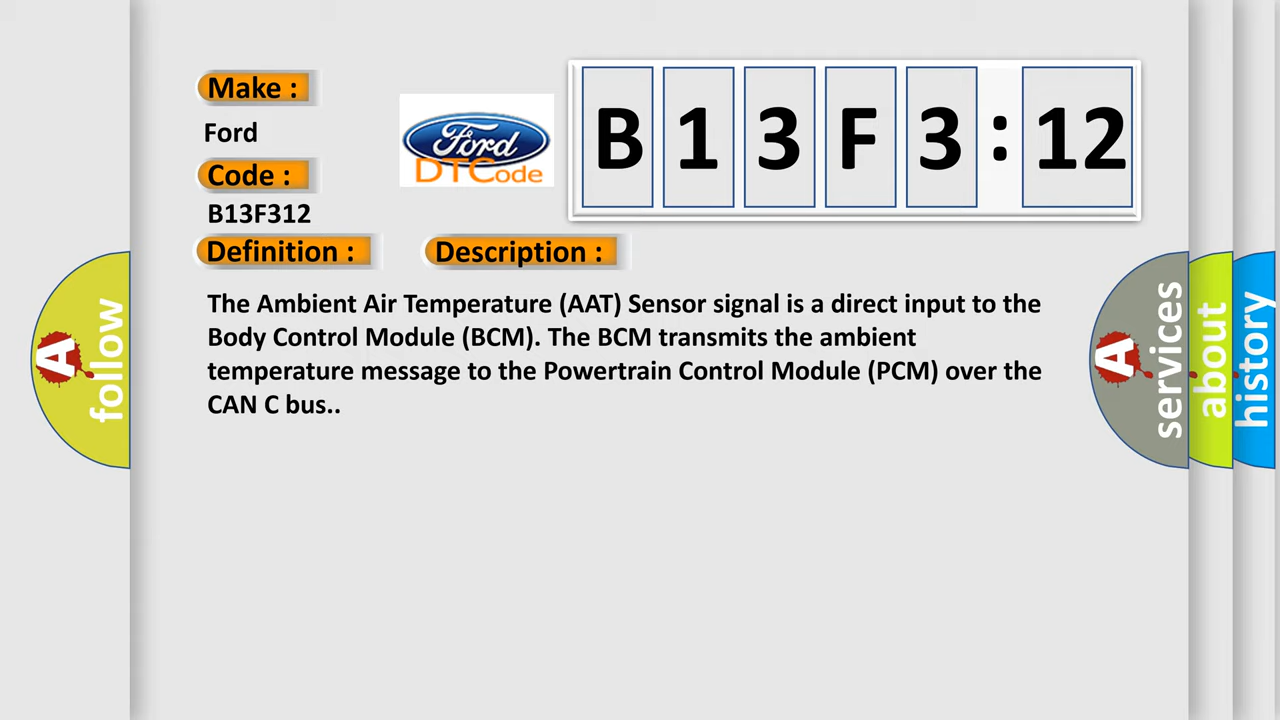 Make :
Ford
Code :
B13F312
Ford
DTCode
B 1 3 F 3 : 12
Definition :
Description :
The Ambient Air Temperature (AAT) Sensor signal is a direct input to the
Body Control Module (BCM). The BCM transmits the ambient
temperature message to the Powertrain Control Module (PCM) over the
CAN C bus..
A follow
A services
about
history